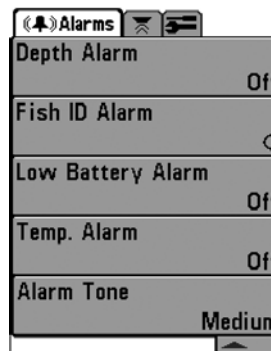 Alarms
Depth Alarm
Of
Fish ID Alarm
Low Battery Alarm
Of
Temp. Alarm
Of
Alarm Tone
Medium